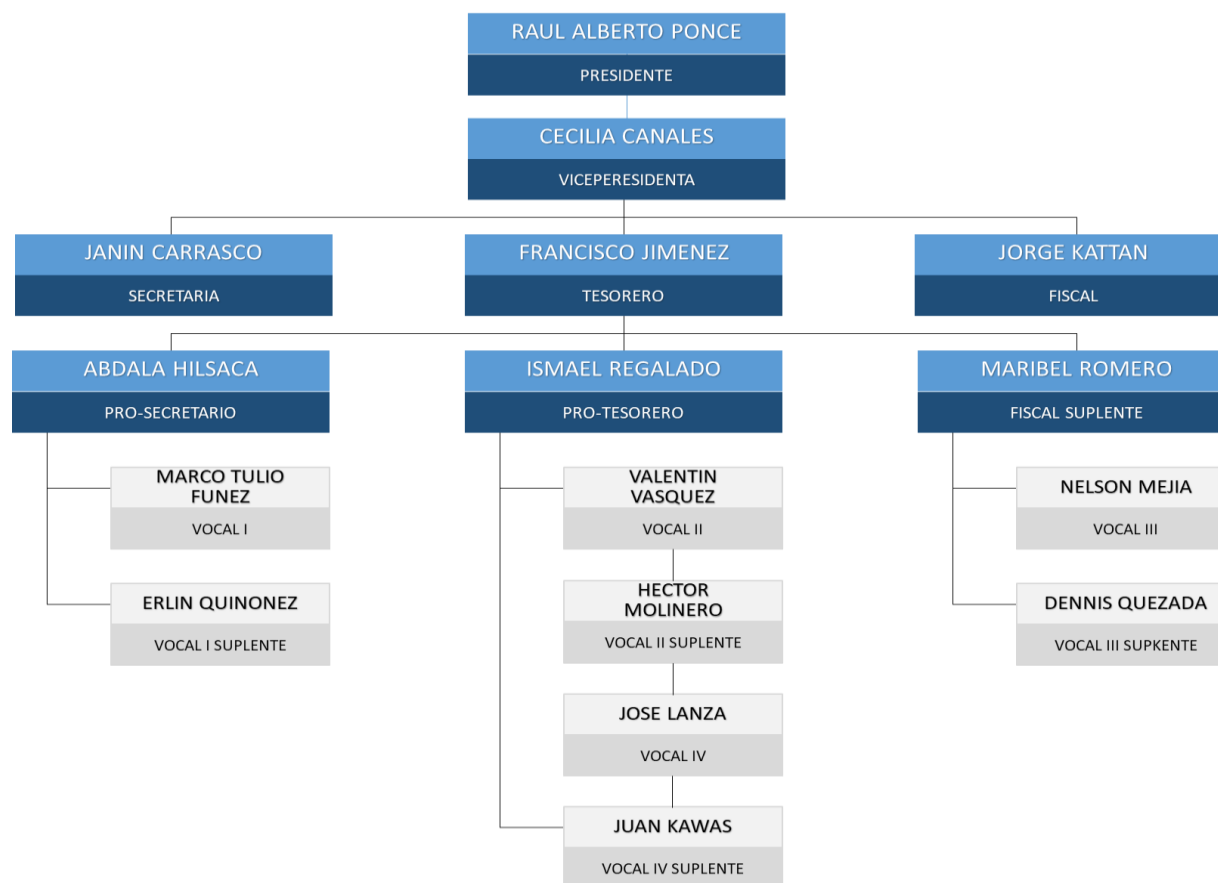 RAUL ALBERTO PONCE
PRESIDENTE
CECILIA CANALES
VICEPERESIDENTA
JANIN CARRASCO
SECRETARIA
FRANCISCO JIMENEZ
TESORERO
JORGE KATTAN
FISCAL
ABDALA HILSACA
PRO-SECRETARIO
ISMAEL REGALADO
PRO-TESORERO
MARIBEL ROMERO
FISCAL SUPLENTE
MARCO TULIO
FUNEZ
VOCAL I
ERLIN QUINONEZ
VOCAL I SUPLENTE
VALENTIN
VASQUEZ
VOCAL II
HECTOR
MOLINERO
VOCAL II SUPLENTE
JOSE LANZA
VOCAL IV
JUAN KAWAS
VOCAL IV SUPLENTE
NELSON MEJIA
VOCAL III
DENNIS QUEZADA
VOCAL III SUPKENTE